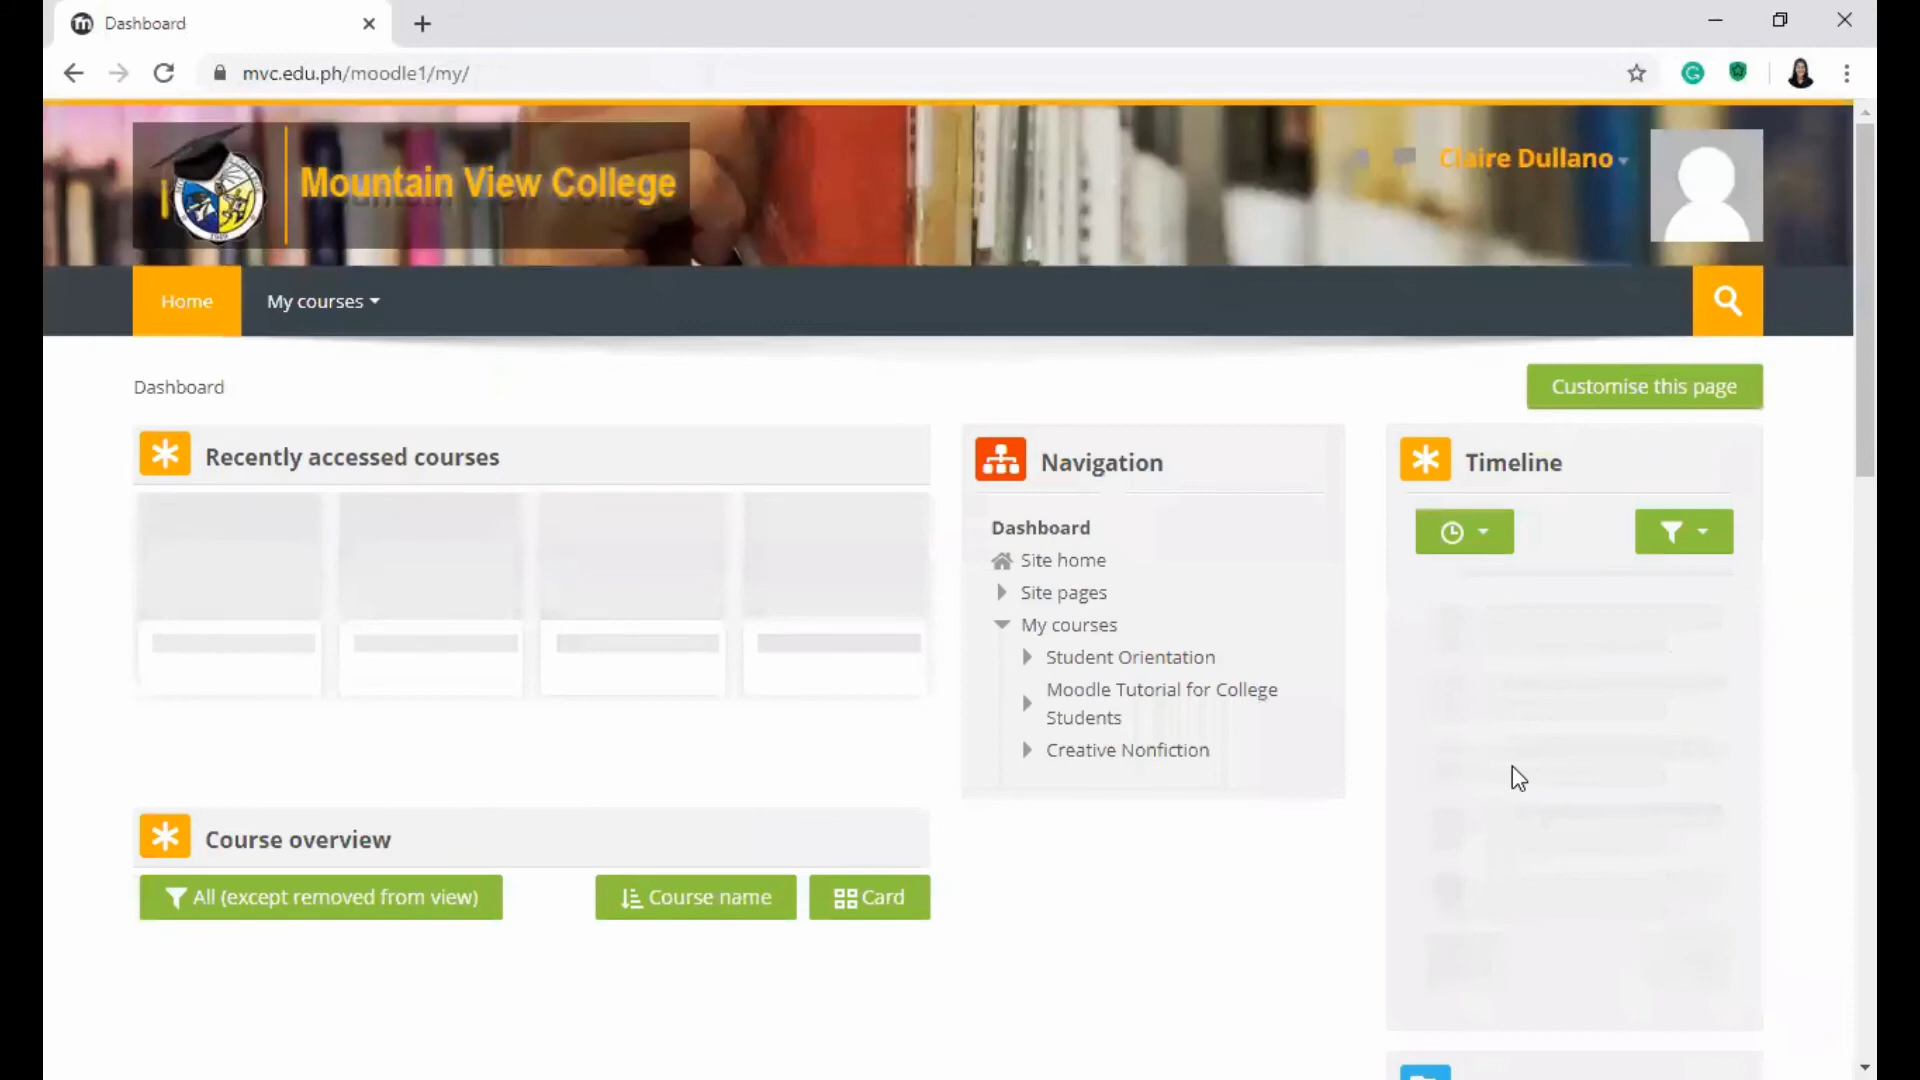 Dashboard
mvc.edu.ph/moodle1/my/
Mountain View College
Claire Dullano
Home
My courses
Dashboard
Customise this page
Recently accessed courses
Navigation
Dashboard
Site home
Site pages
My courses
Student Orientation
Moodle Tutorial for College
Students
Creative Nonfiction
Timeline
Course overview
All (except removed from view)
Course name
Card